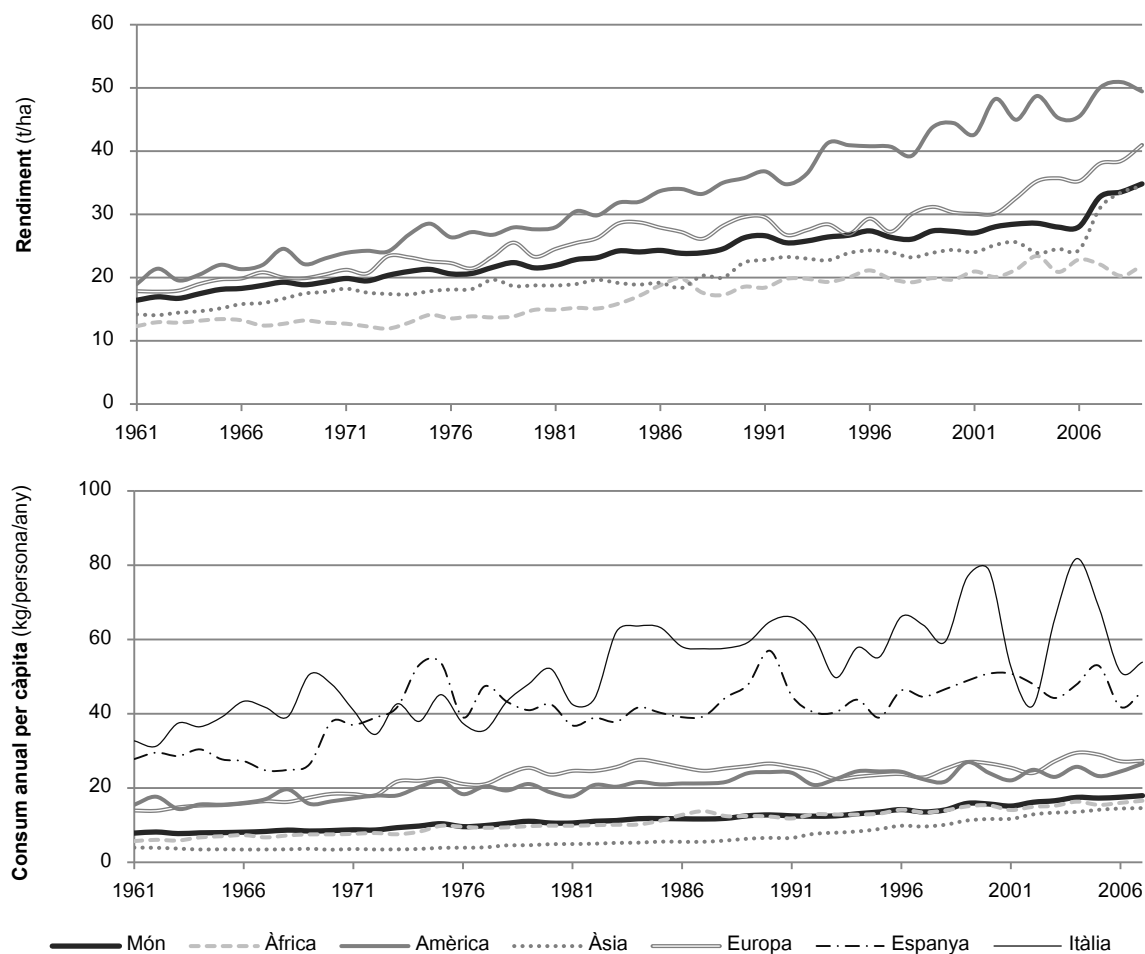 60
50
40
30
20
10
0
Rendiment (t/ha)
1961 1966 1971 1976 1981 1986 1991 1996 2001 2006
100
80
60
40
20
0
Consum anual per càpita (kg/persona/any)
1961 1966 1971 1976 1981 1986 1991 1996 2001 2006
Món Àfrica Amèrica Àsia Europa Espanya Itàlia